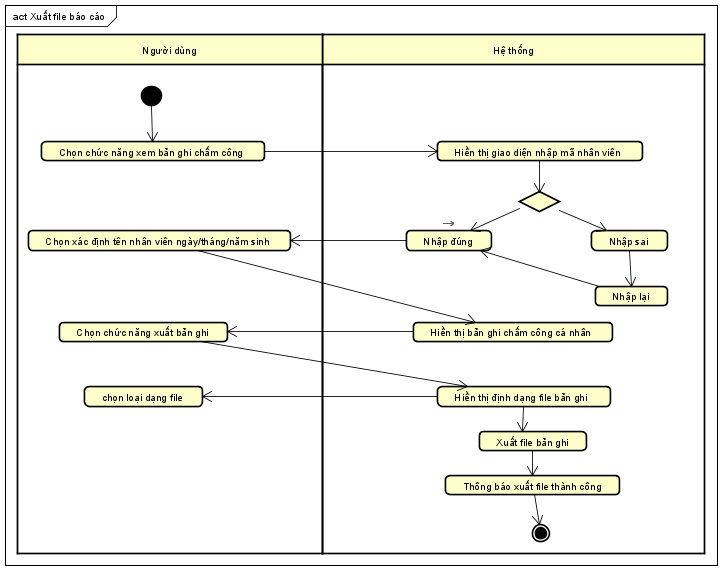 act Xuất file báo cáo
Người dùng
Hệ thống
Chọn chức năng xem bản ghi chấm công
Hiển thị giao diện nhập mã nhân viên
Chọn xác định tên nhân viên ngày/tháng/năm sinh
Nhập đúng
Nhập sai
Nhập lại
Chọn chức năng xuất bản ghi
Hiển thị bản ghi chấm công cá nhân
chọn loại dạng file
Hiển thị định dạng file bản ghi
Xuất file bản ghi
Thông báo xuất file thành công